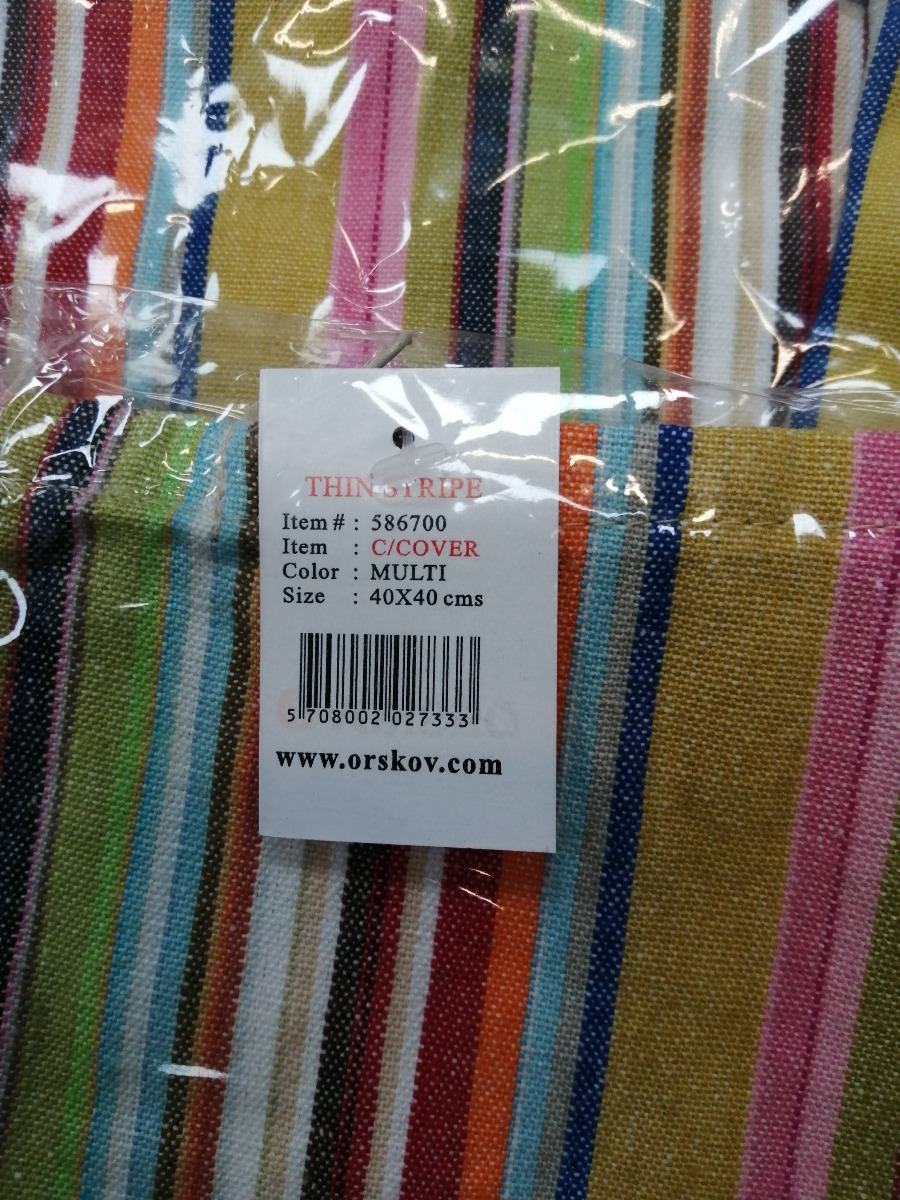 THIN STRIPE
Item # : 586700
Item : C/COVER
Color : MULTI
Size : 40X40 cms
5 708002 027333
www.orskov.com